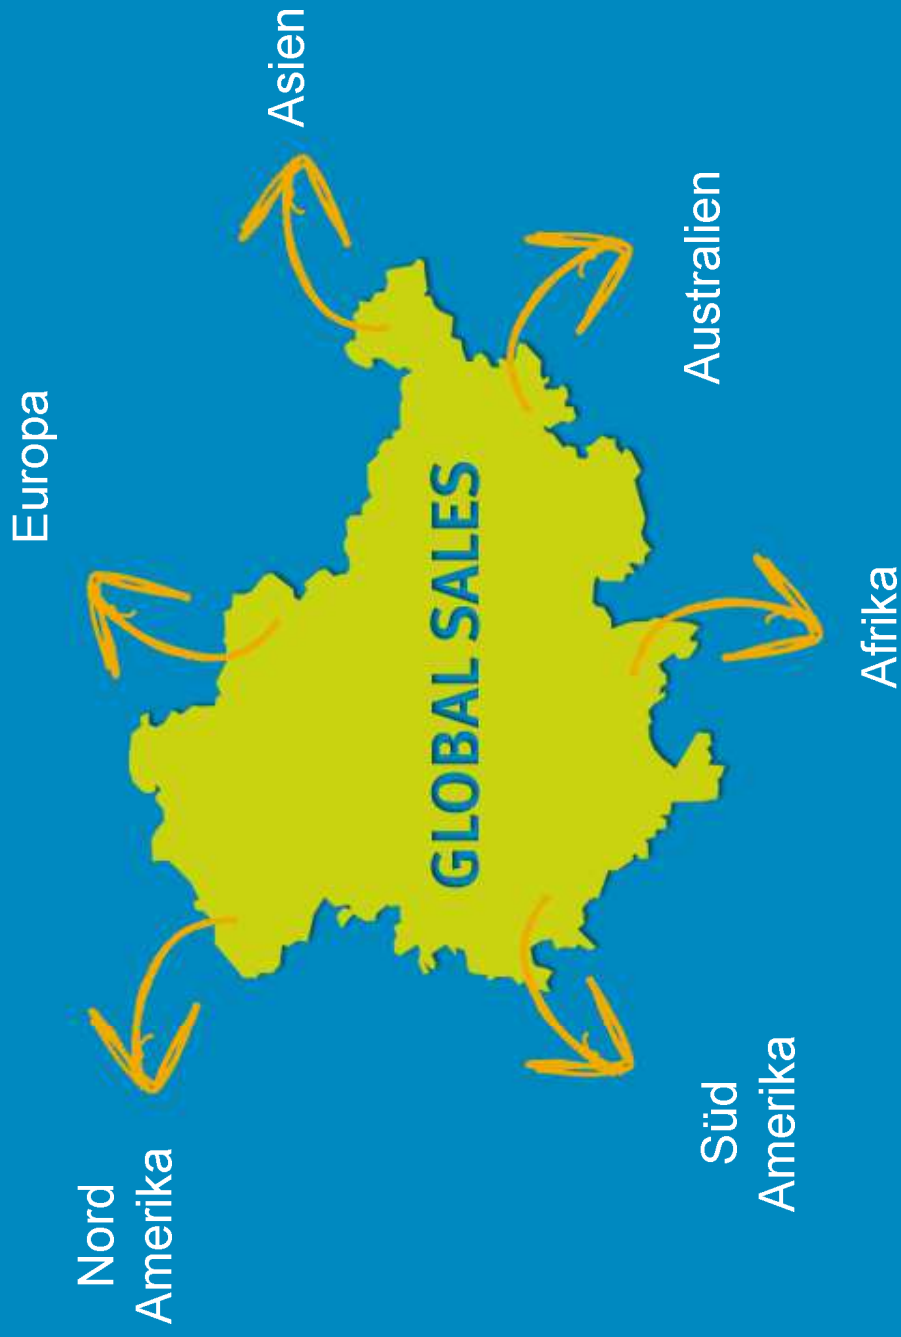 Europa
Asien
Nord
Amerika
GLOBAL SALES
Australien
Süd
Amerika
Afrika